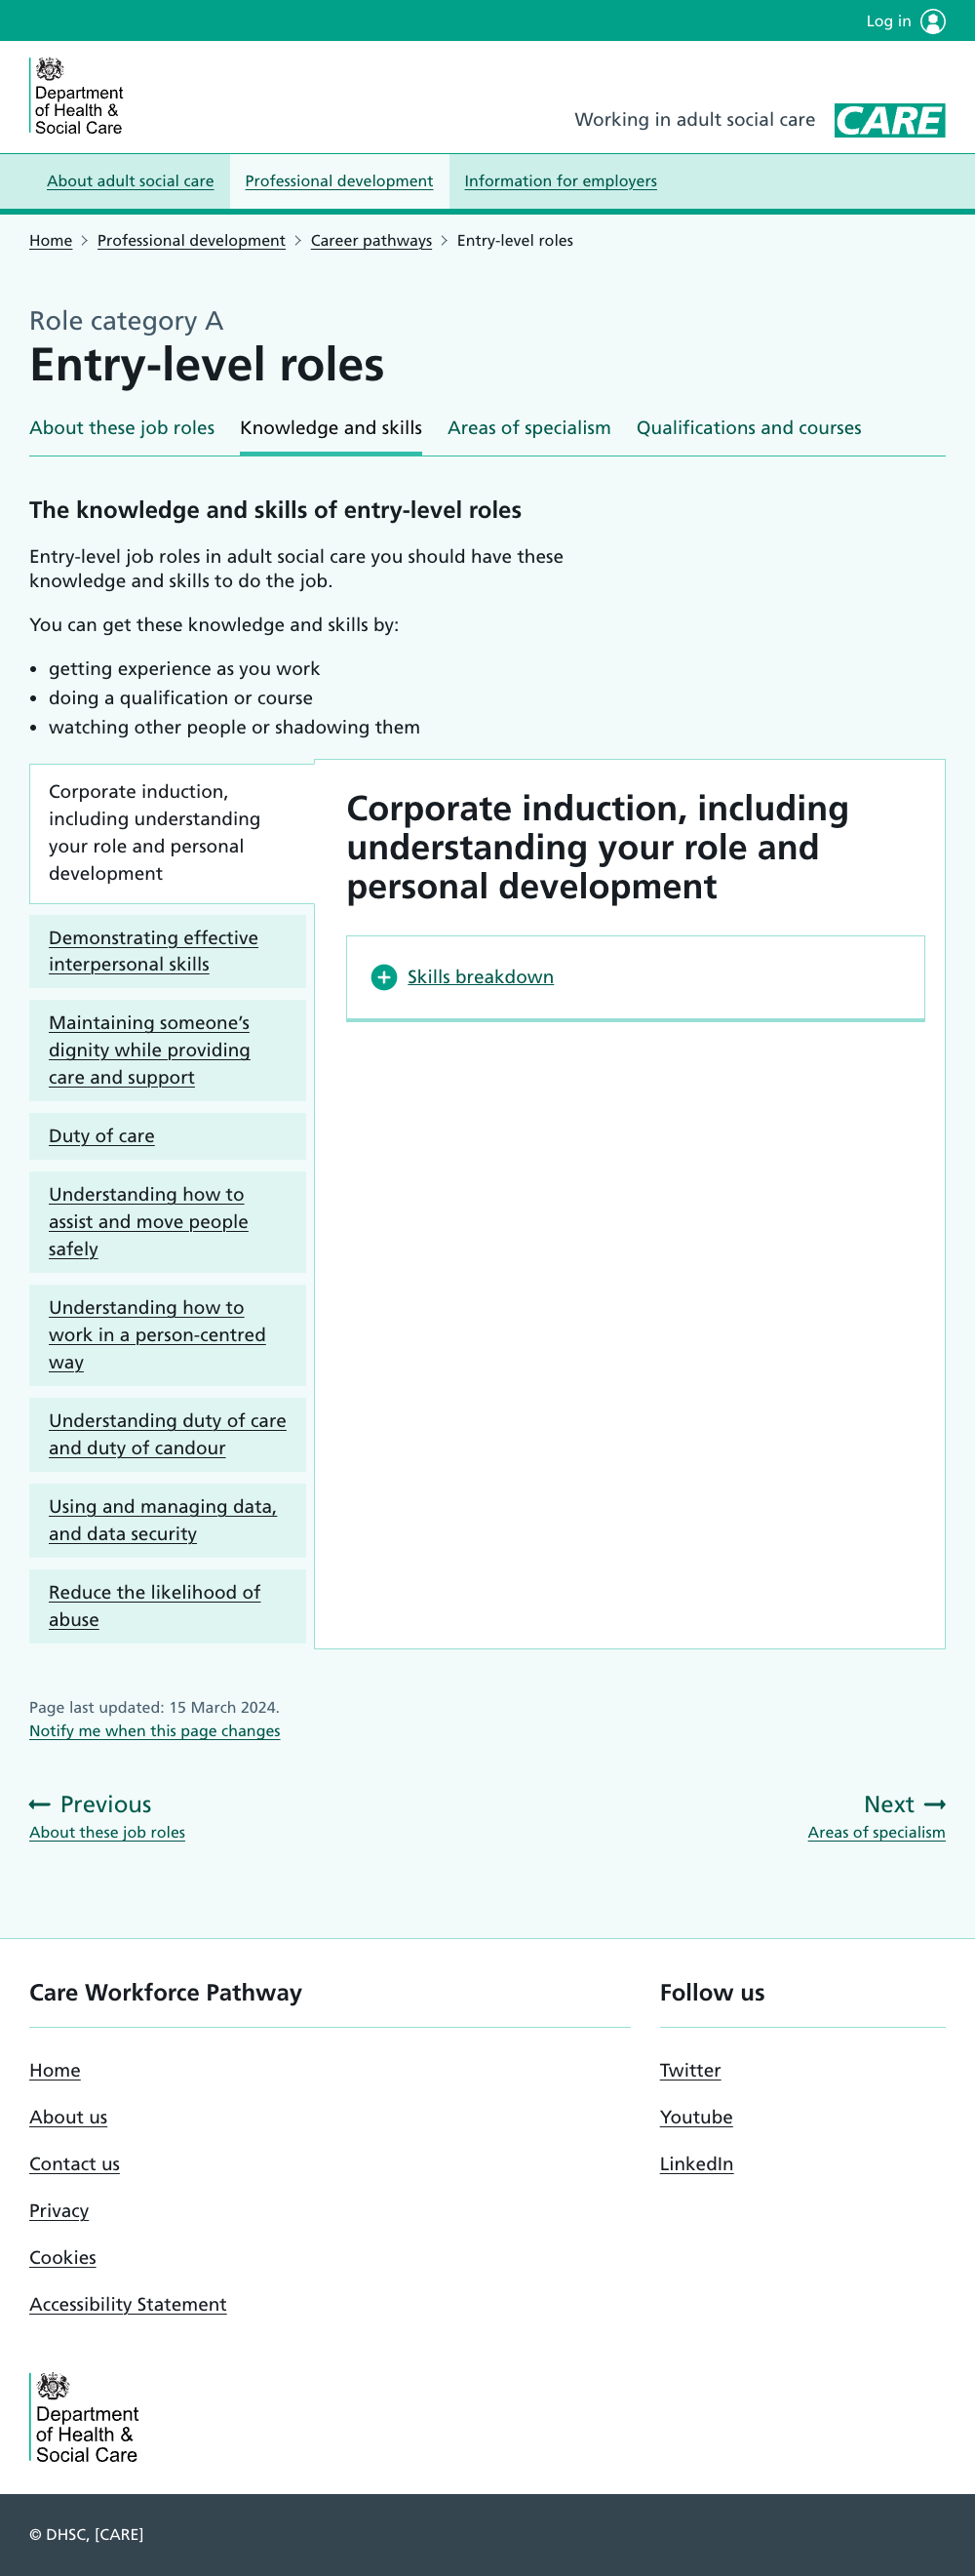 Log in
Department
of Health &
Social Care
Working in adult social care
CARE
About adult social care
Professional development
Information for employers
Home
Professional development
Career pathways
Entry-level roles
Role category A
Entry-level roles
About these job roles
Knowledge and skills
Areas of specialism
Qualifications and courses
The knowledge and skills of entry-level roles
Entry-level job roles in adult social care you should have these
knowledge and skills to do the job.
You can get these knowledge and skills by:
• getting experience as you work
• doing a qualification or course
• watching other people or shadowing them
Corporate induction,
including understanding
your role and personal
development
Demonstrating effective
interpersonal skills
Maintaining someone’s
dignity while providing
care and support
Duty of care
Understanding how to
assist and move people
safely
Understanding how to
work in a person-centred
way
Understanding duty of care
and duty of candour
Using and managing data,
and data security
Reduce the likelihood of
abuse
Corporate induction, including
understanding your role and
personal development
Skills breakdown
Page last updated: 15 March 2024.
Notify me when this page changes
Previous
About these job roles
Next
Areas of specialism
Care Workforce Pathway
Home
About us
Contact us
Privacy
Cookies
Accessibility Statement
Follow us
Twitter
Youtube
LinkedIn
Department
of Health &
Social Care
© DHSC, [CARE]